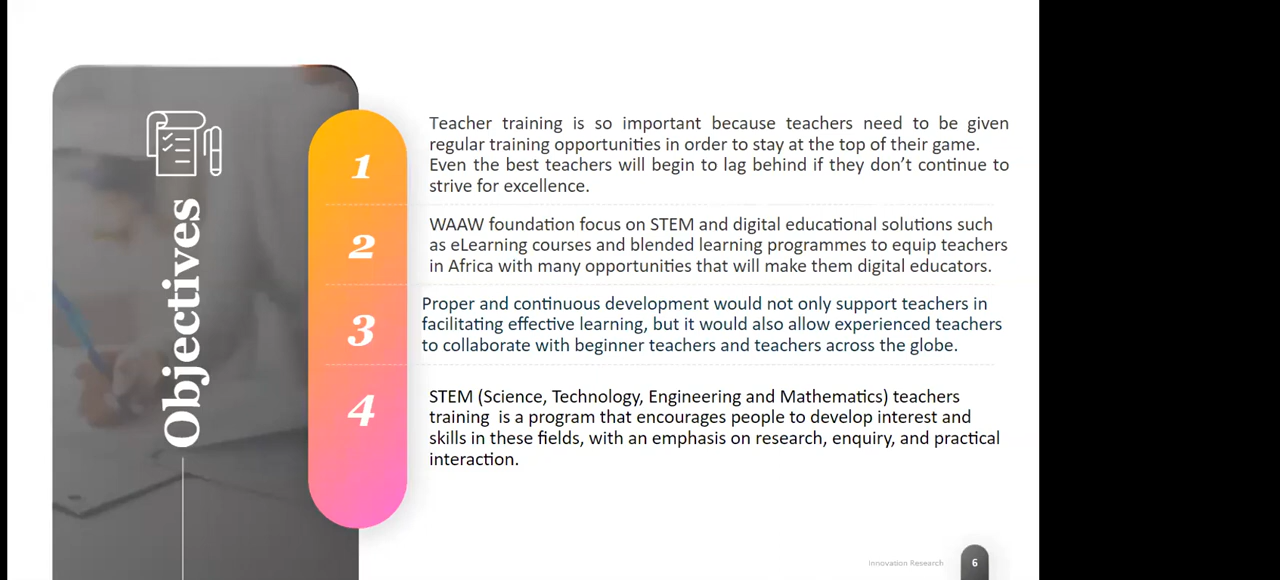 Objectives
1
Teacher training is so important because teachers need to be given
regular training opportunities in order to stay at the top of their game.
Even the best teachers will begin to lag behind if they don’t continue to
strive for excellence.
2
WAAW foundation focus on STEM and digital educational solutions such
as eLearning courses and blended learning programmes to equip teachers
in Africa with many opportunities that will make them digital educators.
3
Proper and continuous development would not only support teachers in
facilitating effective learning, but it would also allow experienced teachers
to collaborate with beginner teachers and teachers across the globe.
4
STEM (Science, Technology, Engineering and Mathematics) teachers
training  is a program that encourages people to develop interest and
skills in these fields, with an emphasis on research, enquiry, and practical
interaction.
Innovation Research
6